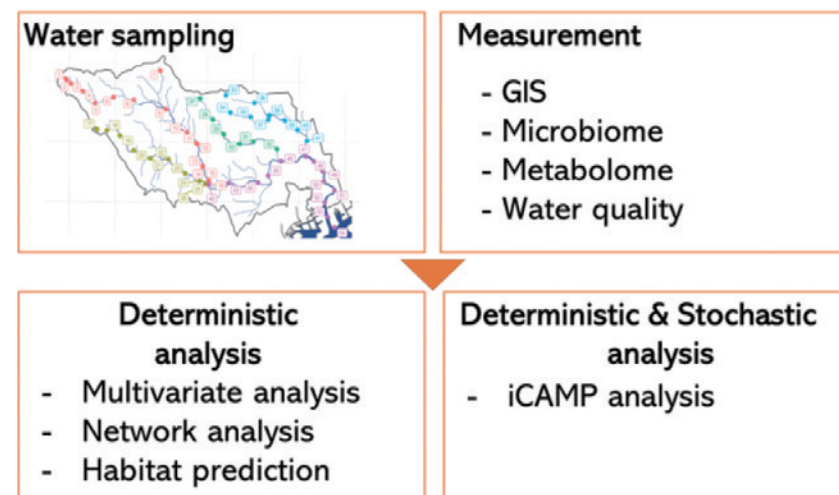 Water sampling
Measurement
- GIS
- Microbiome
- Metabolome
- Water quality
Deterministic
analysis
- Multivariate analysis
- Network analysis
- Habitat prediction
Deterministic & Stochastic
analysis
- iCAMP analysis